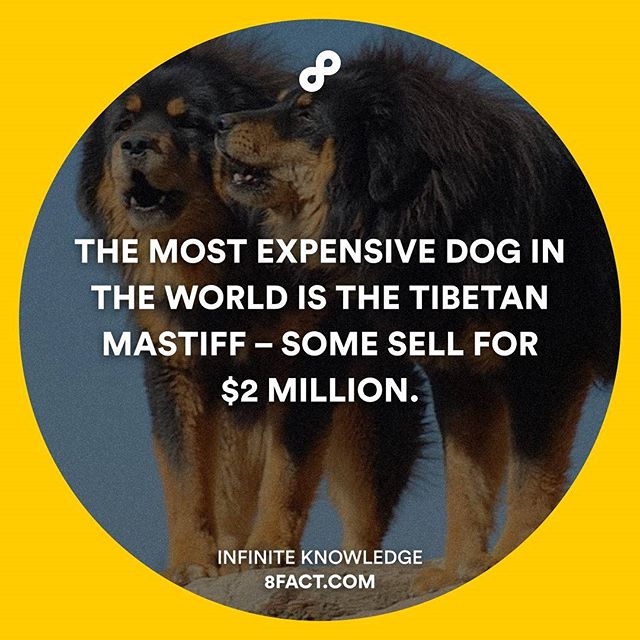 THE MOST EXPENSIVE DOG IN
THE WORLD IS THE TIBETAN
MASTIFF – SOME SELL FOR
$2 MILLION.
INFINITE KNOWLEDGE
8FACT.COM